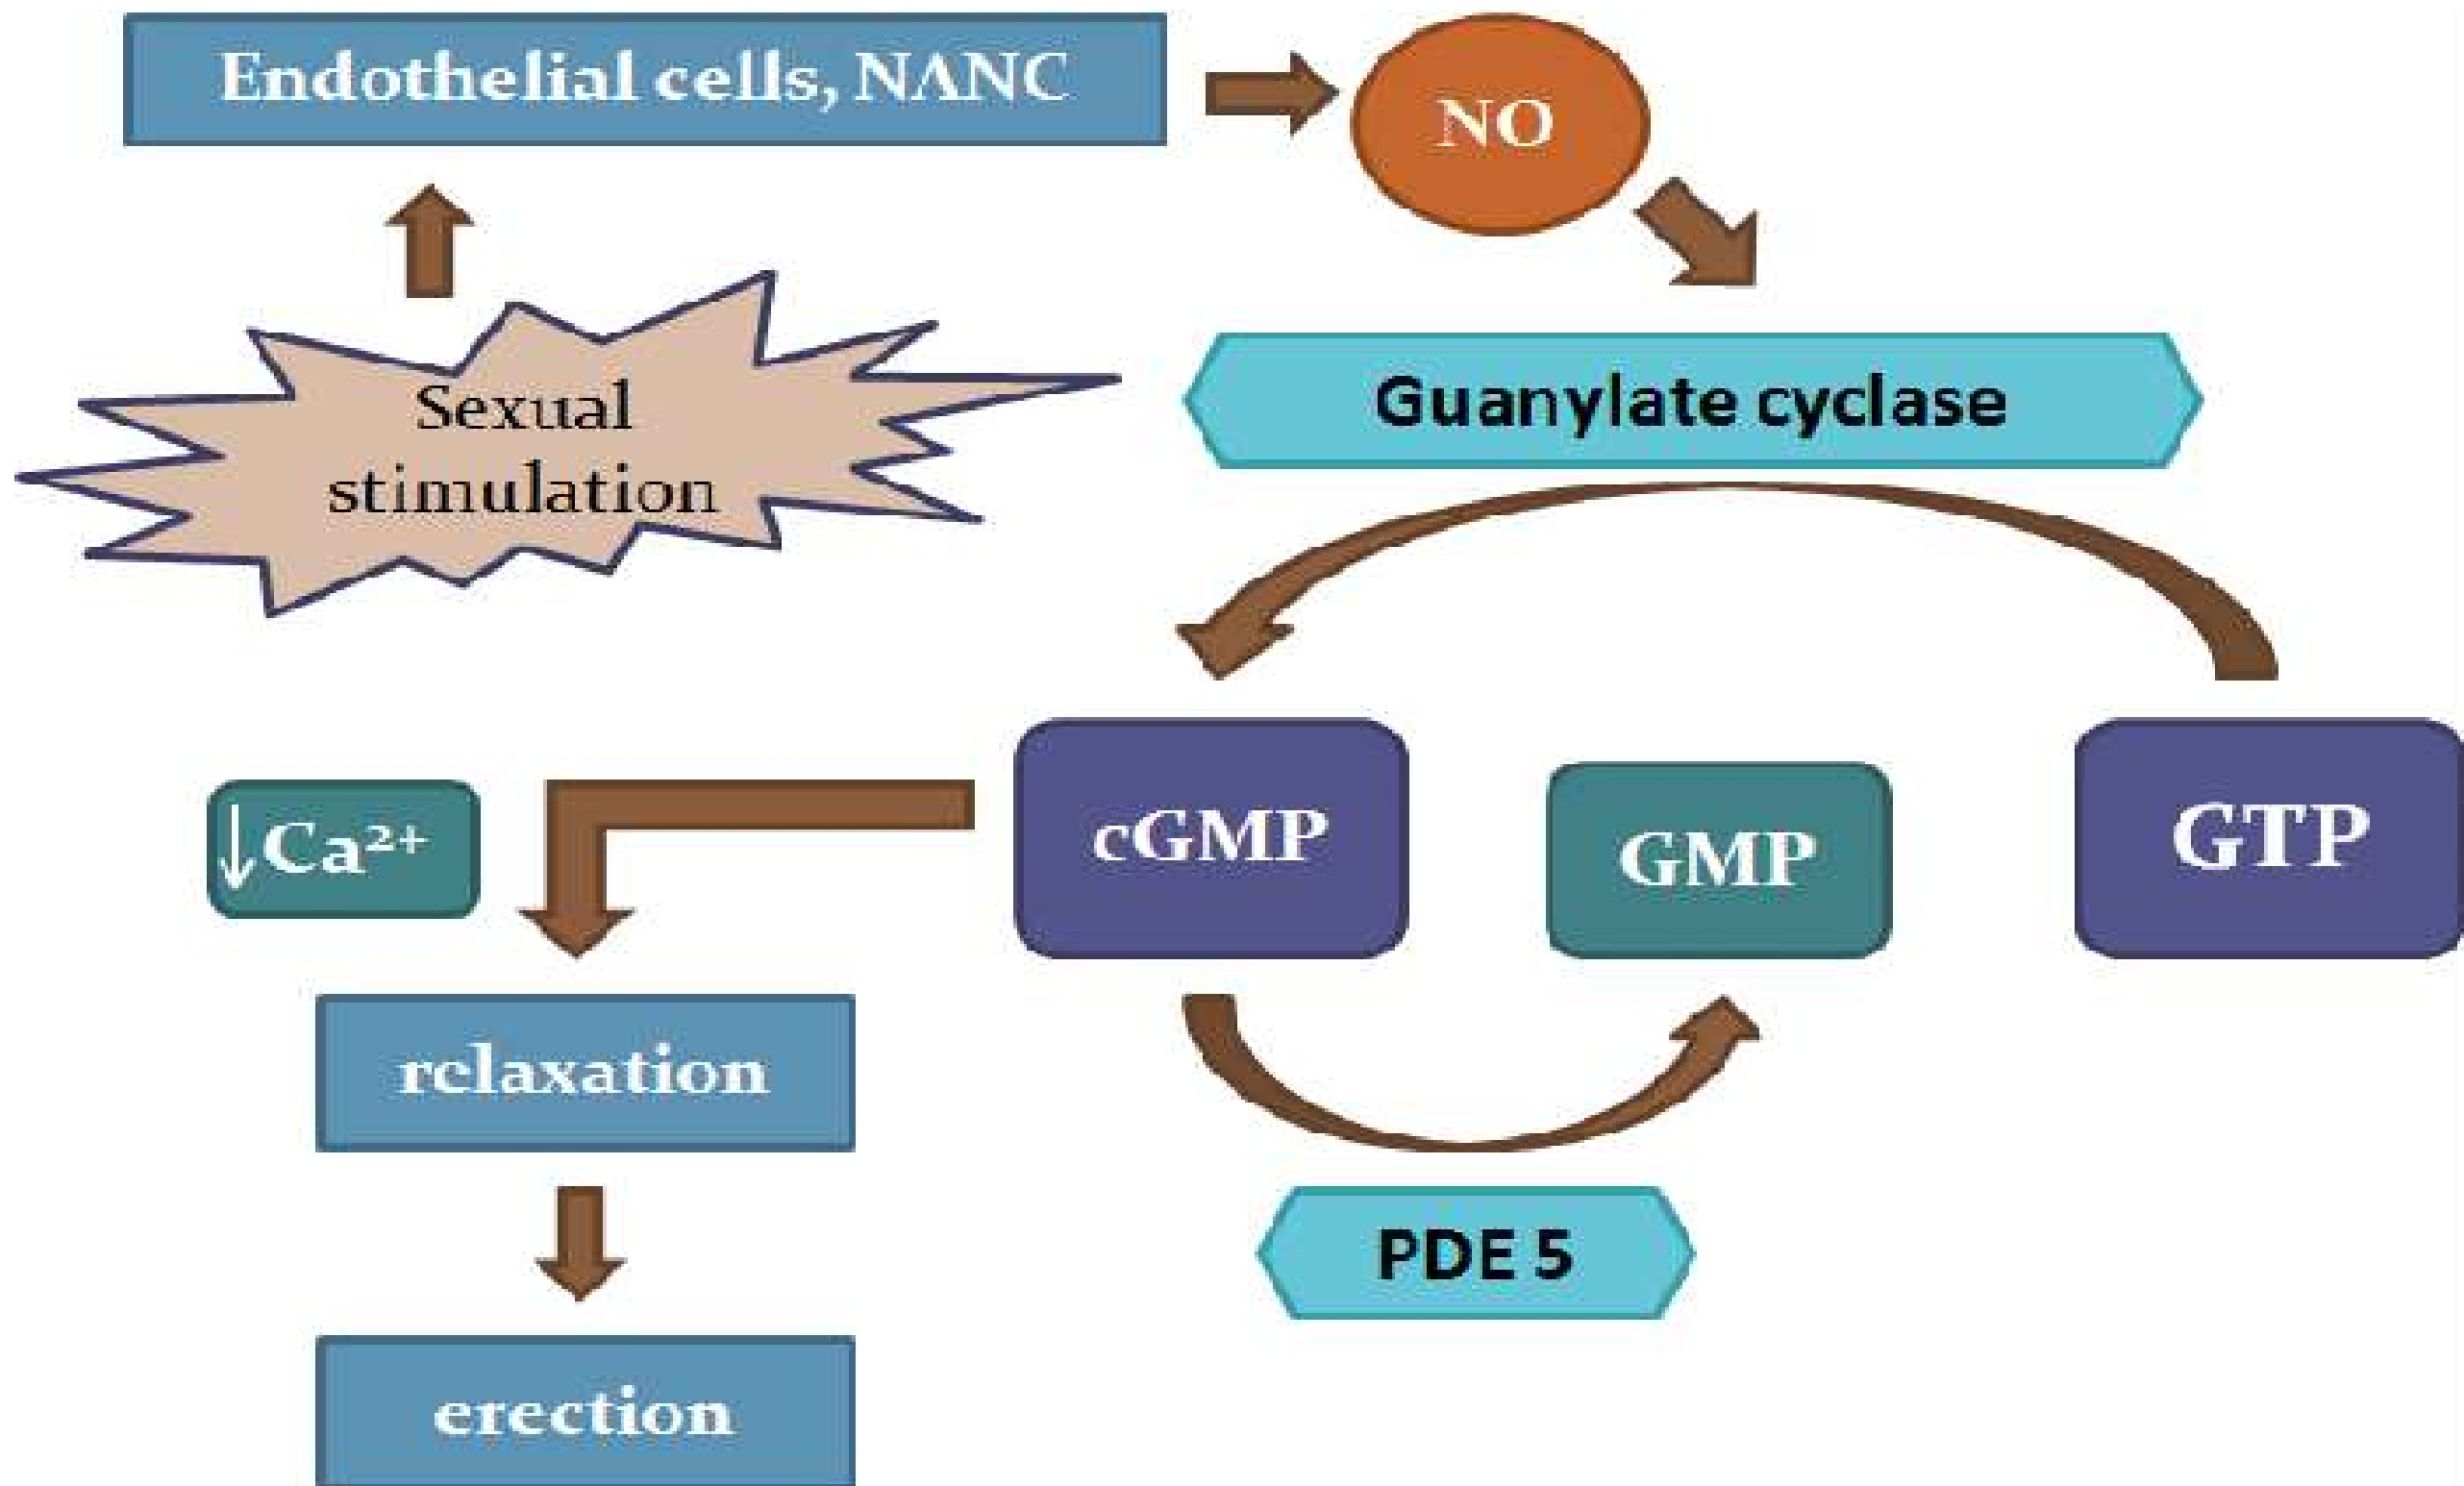 Endothelial cells, NANC
NO
Sexual
stimulation
Guanylate cyclase
↓Ca²⁺
cGMP
GMP
GTP
relaxation
PDE 5
erection